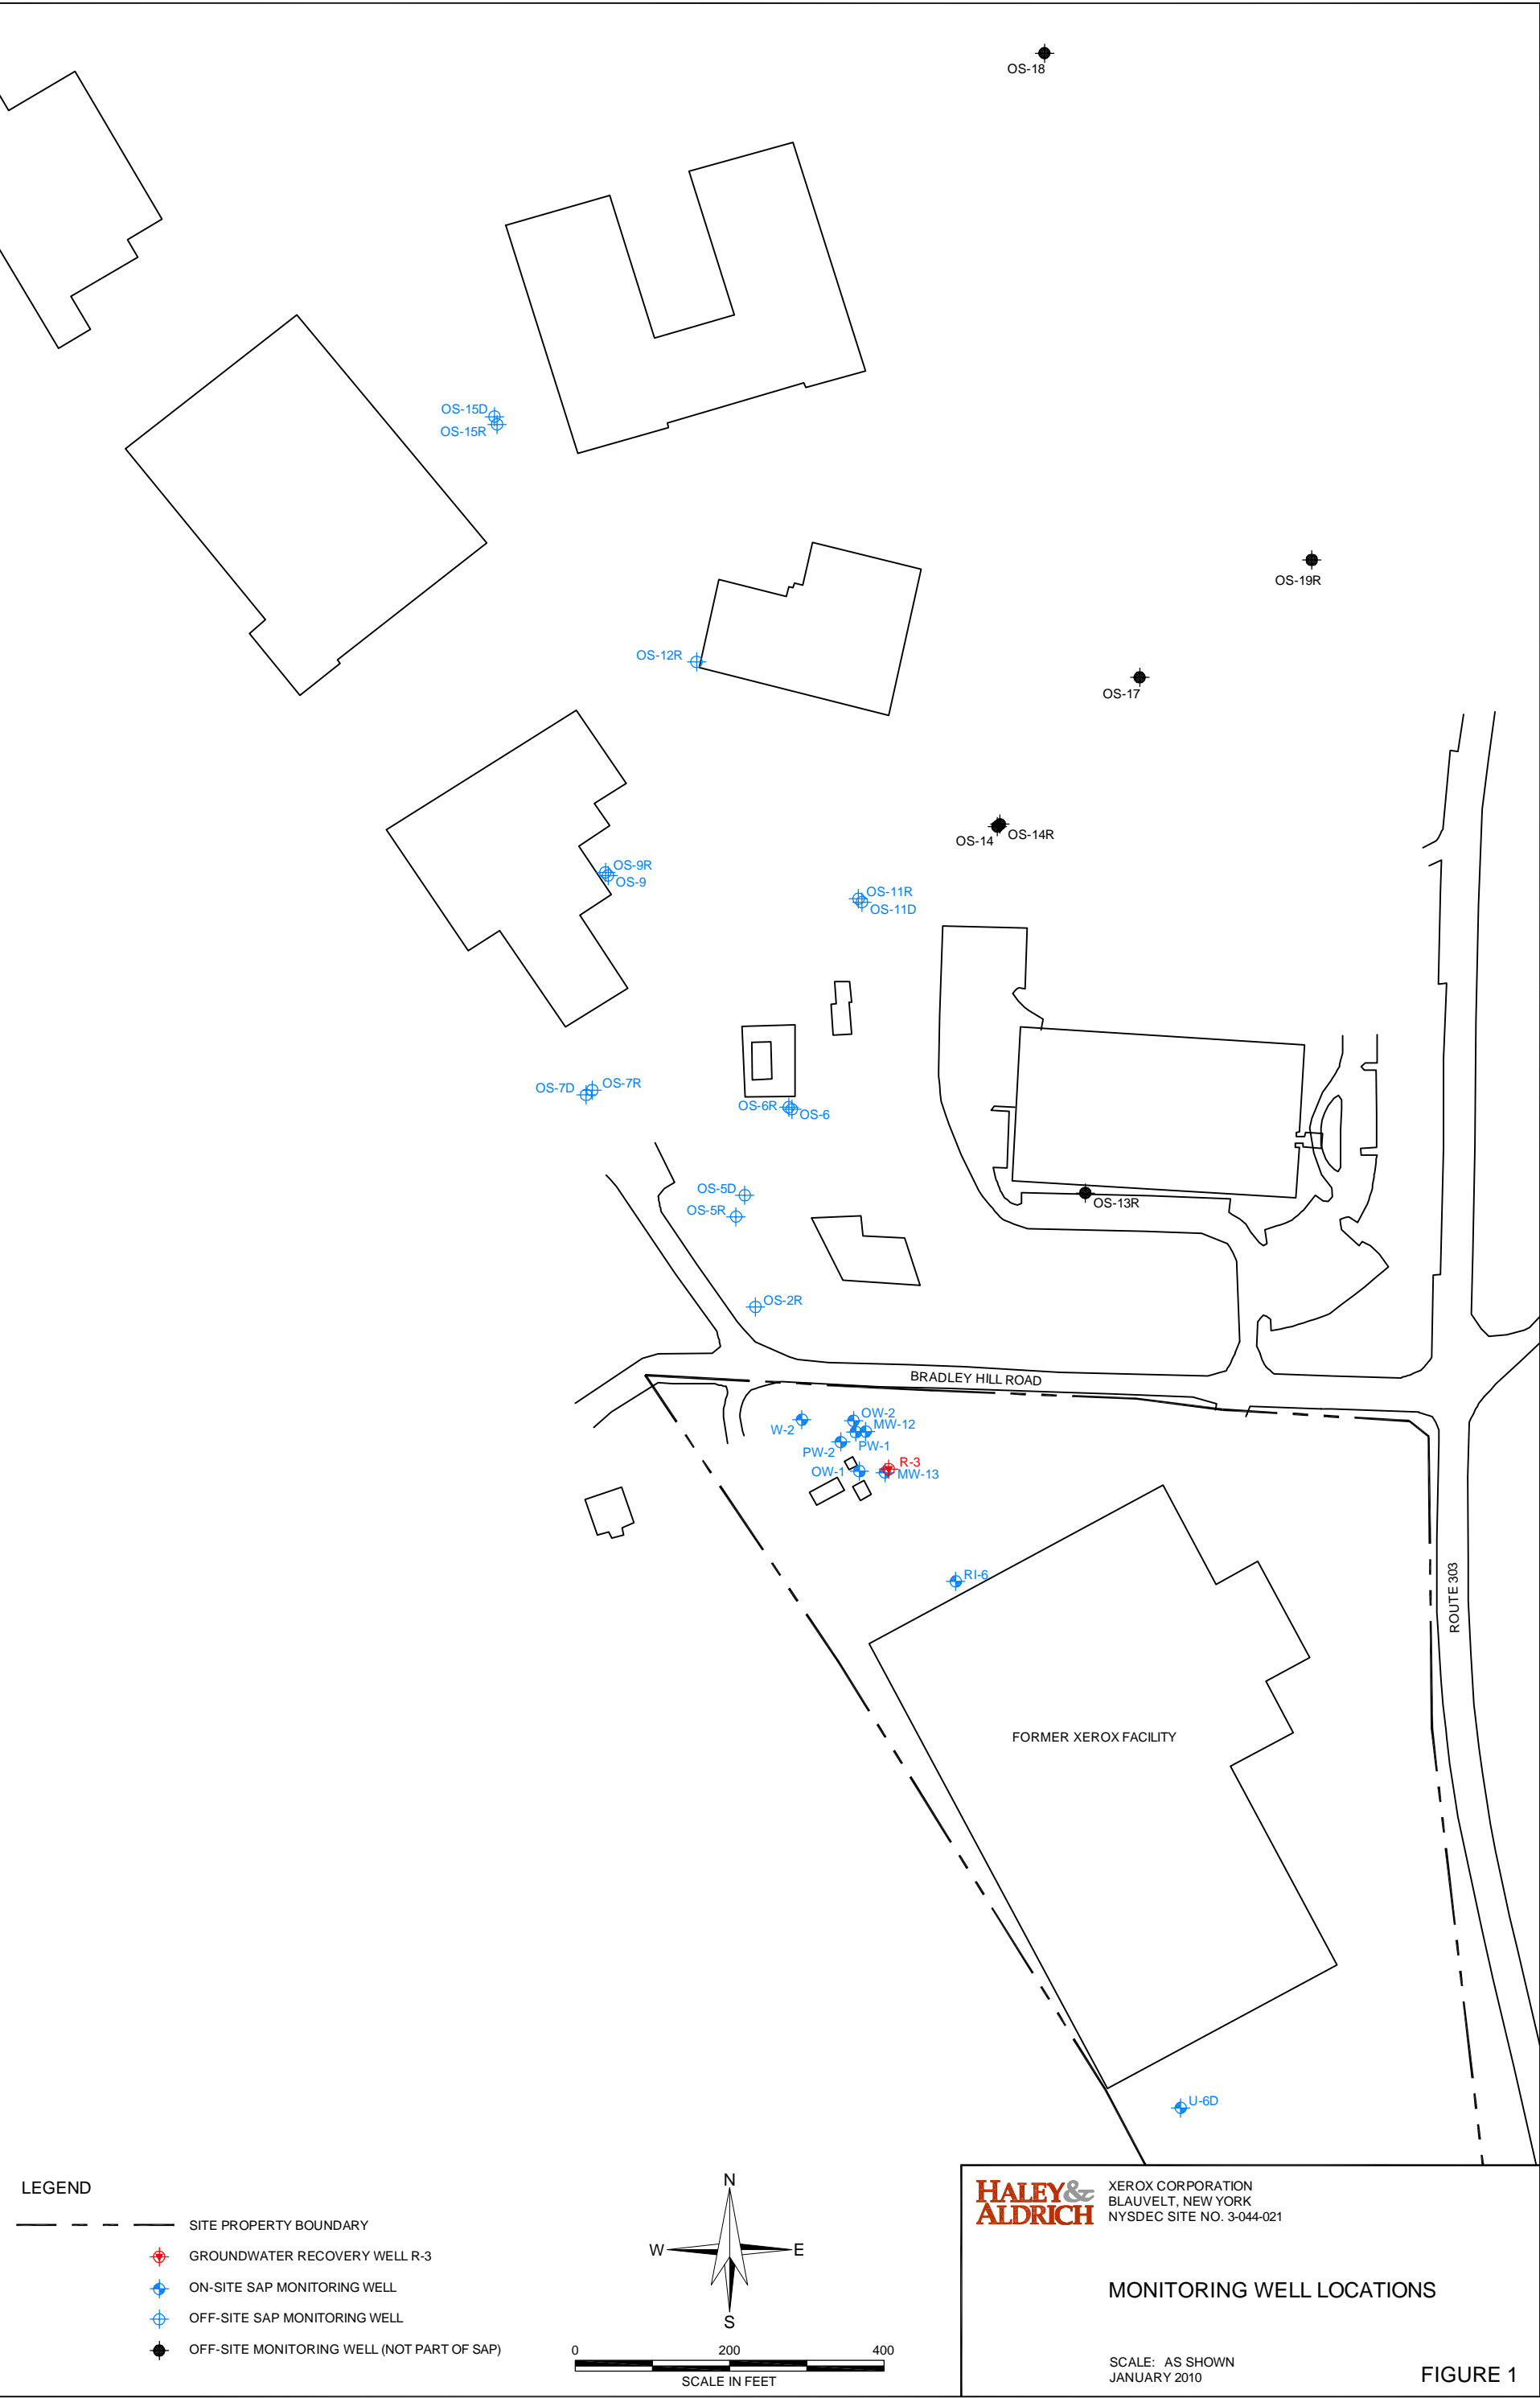 OS-18
OS-15D
OS-15R
OS-19R
OS-12R
OS-17
OS-14
OS-14R
OS-9R
OS-9
OS-11R
OS-11D
OS-7D
OS-7R
OS-6R
OS-6
OS-5D
OS-5R
OS-13R
OS-2R
BRADLEY HILL ROAD
W-2
OW-2
MW-12
PW-2
PW-1
R-3
OW-1
MW-13
RI-6
ROUTE 303
FORMER XEROX FACILITY
U-6D
LEGEND
SITE PROPERTY BOUNDARY
GROUNDWATER RECOVERY WELL R-3
ON-SITE SAP MONITORING WELL
OFF-SITE SAP MONITORING WELL
OFF-SITE MONITORING WELL (NOT PART OF SAP)
N
W
E
S
0 200 400
SCALE IN FEET
HALEY&
ALDRICH
XEROX CORPORATION
BLAUVELT, NEW YORK
NYSDEC SITE NO. 3-044-021
MONITORING WELL LOCATIONS
SCALE: AS SHOWN
JANUARY 2010
FIGURE 1